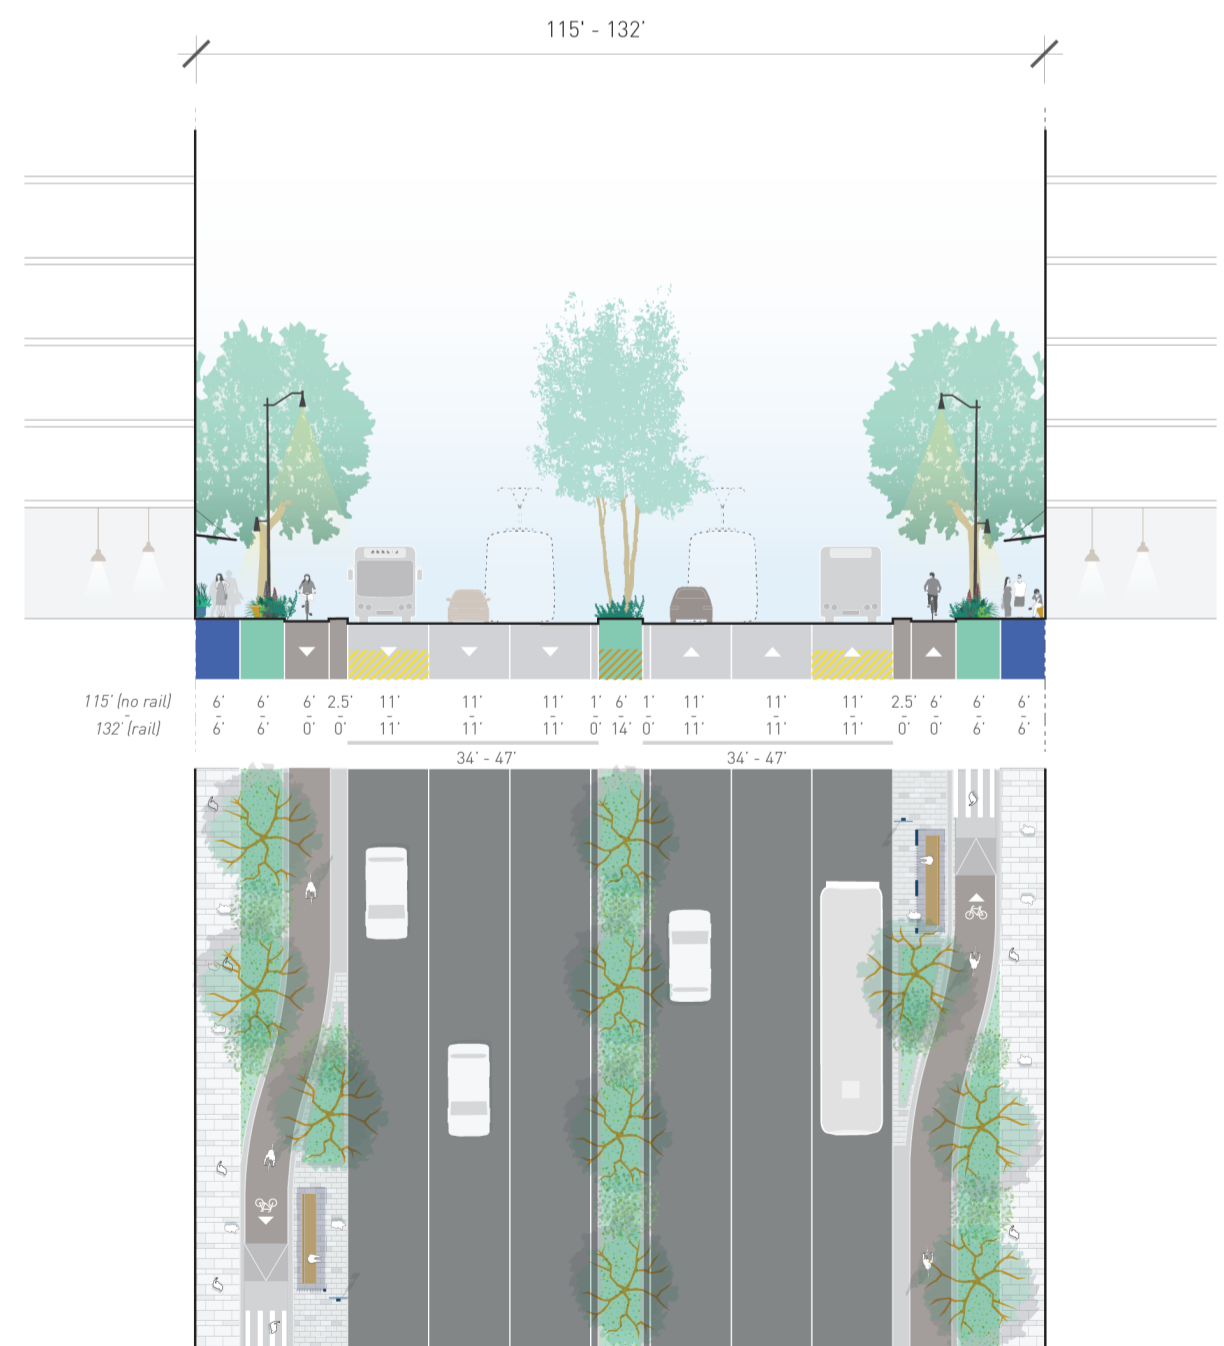 115' - 132'
115' (no rail) 6' 6' 6' 2.5' 11' 11' 11' 1' 6' 1' 11' 11' 11' 2.5' 6' 6' 6'
- - - - - - - - - - - - - - - - - -
132' (rail) 6' 6' 0' 0' 11' 11' 11' 0' 14' 0' 11' 11' 11' 0' 0' 6' 6'
34' - 47' 34' - 47'